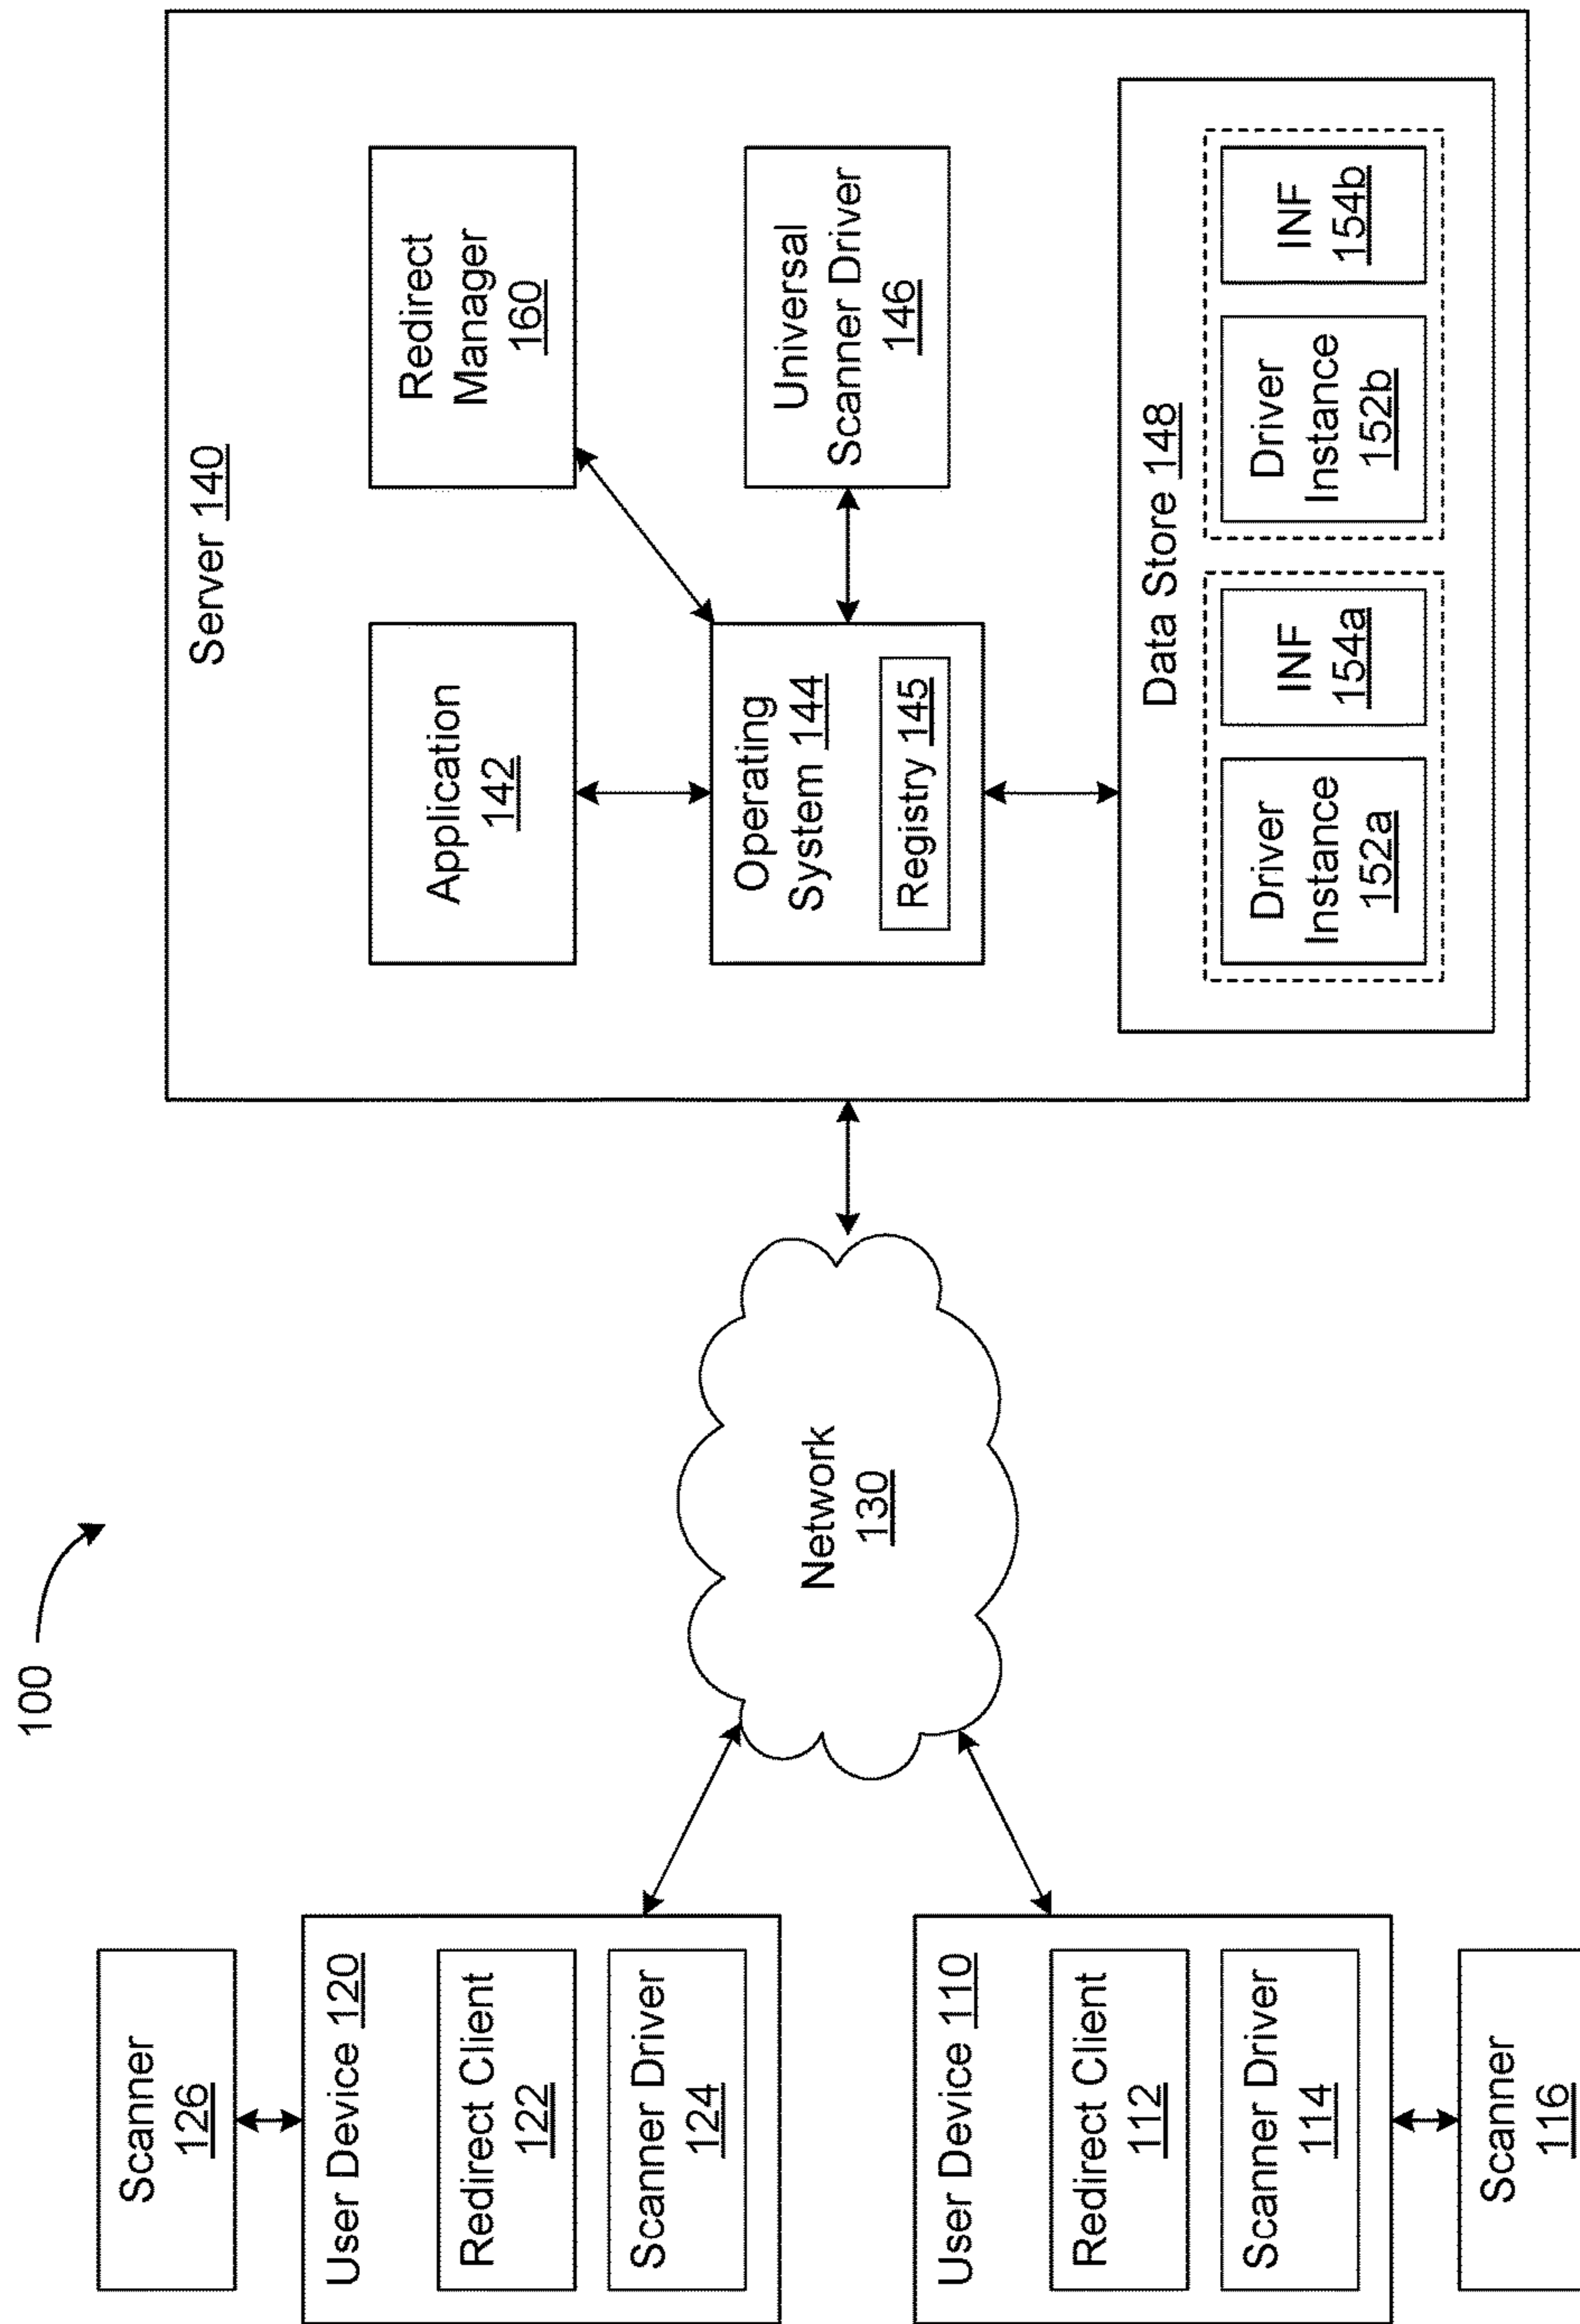 100
Scanner
126
User Device 120
Redirect Client
122
Scanner Driver
124
User Device 110
Redirect Client
112
Scanner Driver
114
Scanner
116
Network
130
Server 140
Application
142
Redirect
Manager
160
Operating
System 144
Registry 145
Universal
Scanner Driver
146
Data Store 148
Driver
Instance
152a
INF
154a
Driver
Instance
152b
INF
154b